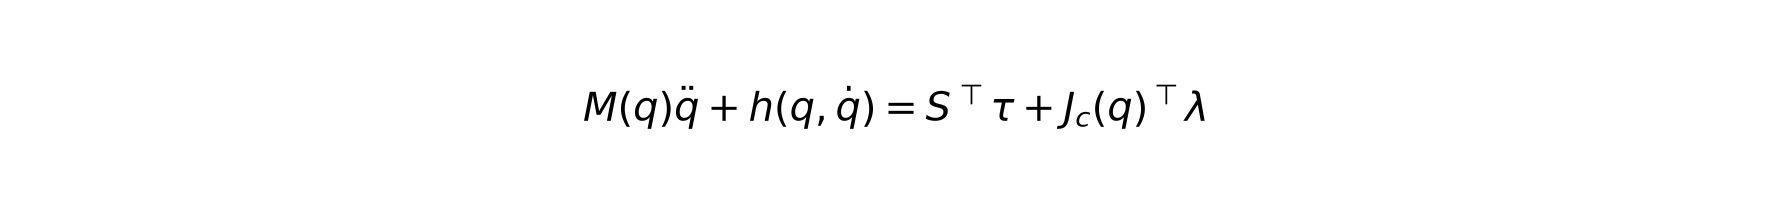 M(q)q̈ + h(q, q̇) = S^⊤ τ + J_c(q)^⊤ λ